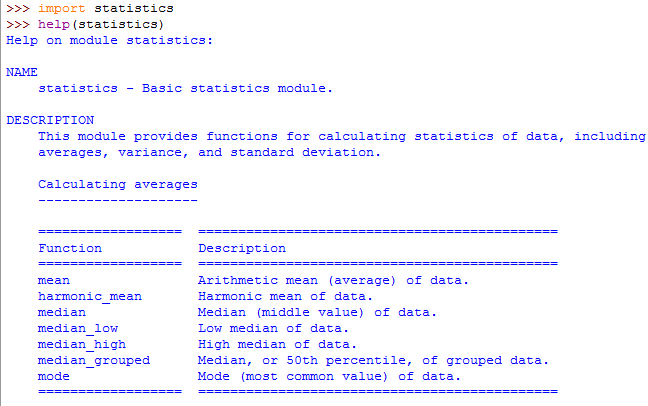 >>> import statistics
>>> help(statistics)
Help on module statistics:
NAME
    statistics - Basic statistics module.
DESCRIPTION
    This module provides functions for calculating statistics of data, including
    averages, variance, and standard deviation.
    Calculating averages
    --------------------
    ==================  =============================================
    Function            Description
    ==================  =============================================
    mean                Arithmetic mean (average) of data.
    harmonic_mean       Harmonic mean of data.
    median              Median (middle value) of data.
    median_low          Low median of data.
    median_high         High median of data.
    median_grouped      Median, or 50th percentile, of grouped data.
    mode                Mode (most common value) of data.
    ==================  =============================================